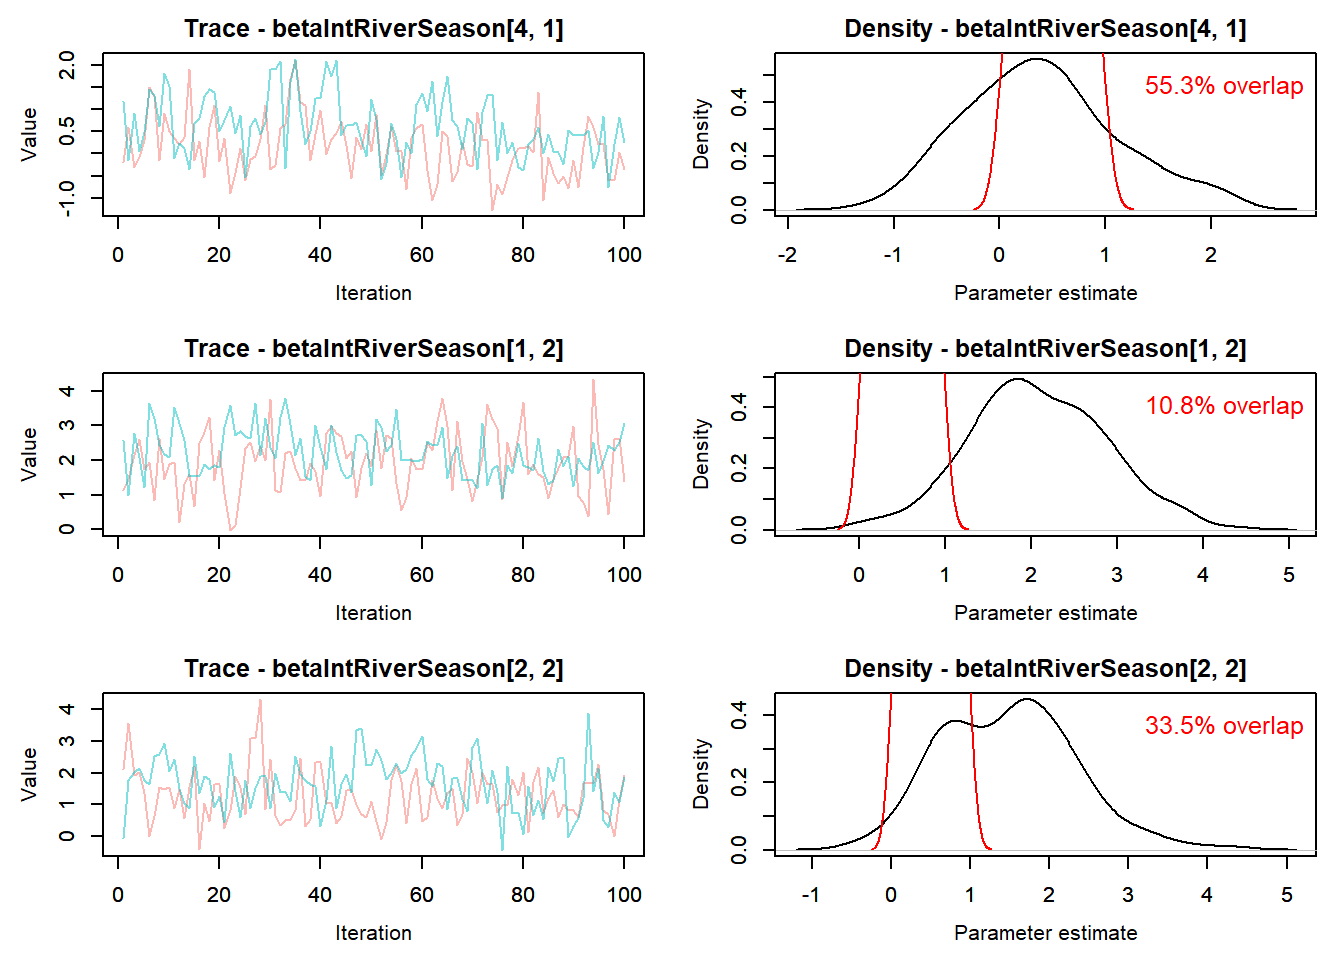 Trace - betaIntRiverSeason[4, 1]
Value
-1.0 0.5 2.0
0 20 40 60 80 100
Iteration
Density - betaIntRiverSeason[4, 1]
55.3% overlap
Density
0.0 0.2 0.4
-2 -1 0 1 2
Parameter estimate
Trace - betaIntRiverSeason[1, 2]
Value
0 1 2 3 4
0 20 40 60 80 100
Iteration
Density - betaIntRiverSeason[1, 2]
10.8% overlap
Density
0.0 0.2 0.4
0 1 2 3 4 5
Parameter estimate
Trace - betaIntRiverSeason[2, 2]
Value
0 1 2 3 4
0 20 40 60 80 100
Iteration
Density - betaIntRiverSeason[2, 2]
33.5% overlap
Density
0.0 0.2 0.4
-1 0 1 2 3 4 5
Parameter estimate